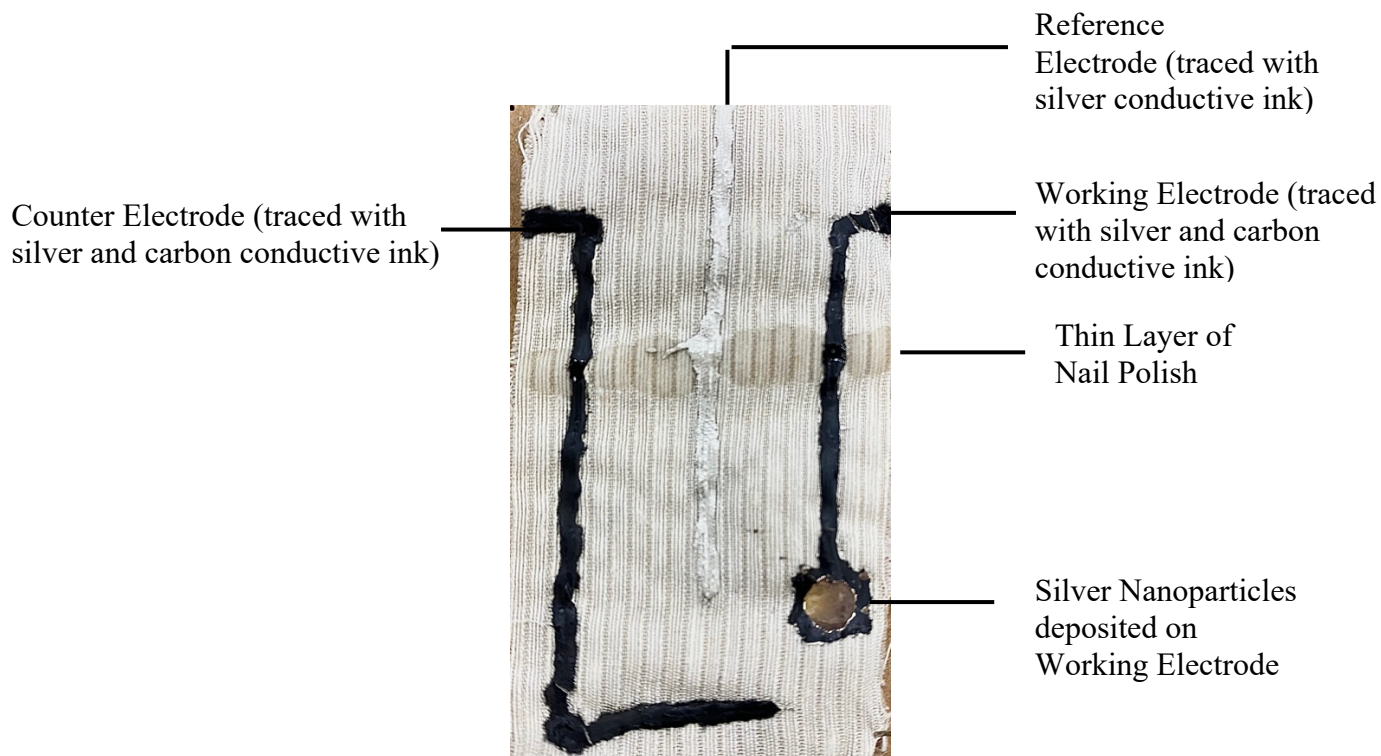 Reference
Electrode (traced with
silver conductive ink)
Counter Electrode (traced with
silver and carbon conductive ink)
Working Electrode (traced
with silver and carbon
conductive ink)
Thin Layer of
Nail Polish
Silver Nanoparticles
deposited on
Working Electrode